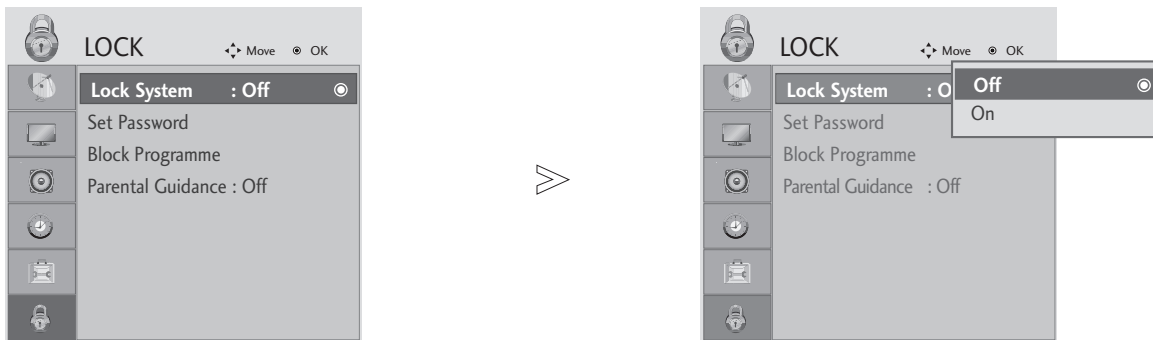 LOCK
Move OK
Lock System : Off
Set Password
Block Programme
Parental Guidance : Off
LOCK
Move OK
Lock System : O
Off
On
Set Password
Block Programme
Parental Guidance : Off